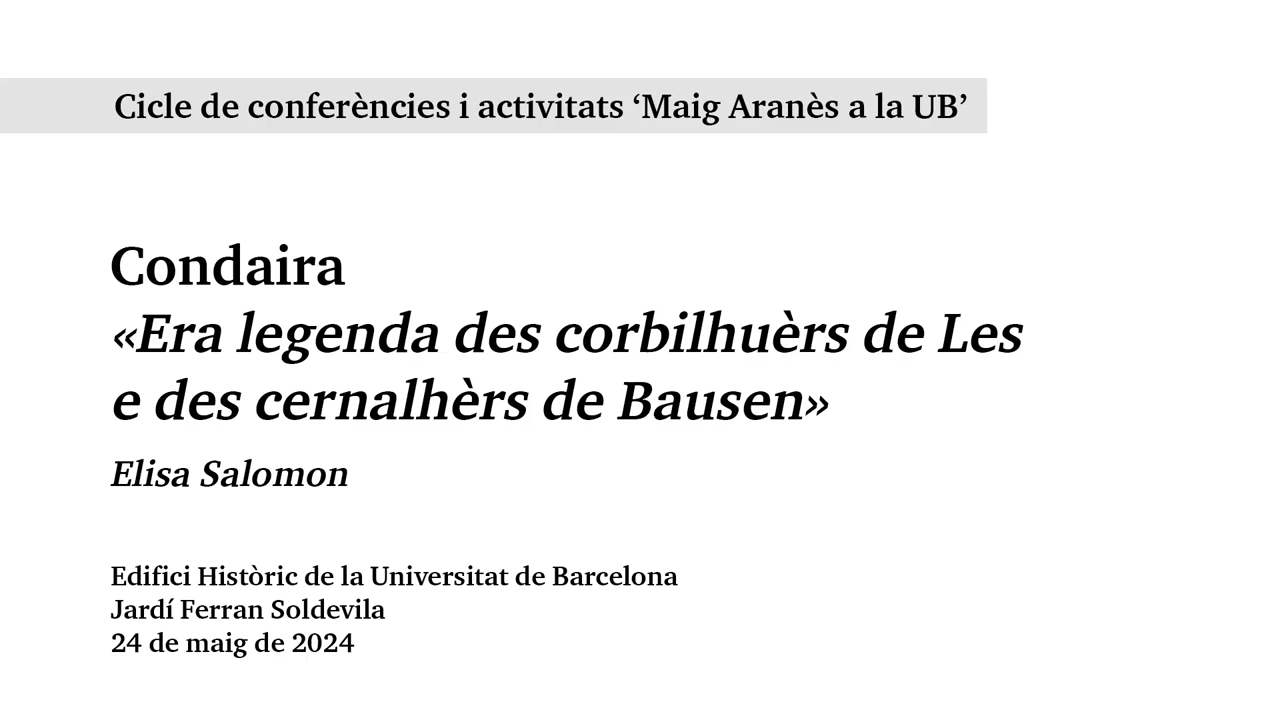 Cicle de conferències i activitats ‘Maig Aranès a la UB’
Condaira
«Era legenda des corbilhuèrs de Les
e des cernalhèrs de Bausen»
Elisa Salomon
Edifici Històric de la Universitat de Barcelona
Jardí Ferran Soldevila
24 de maig de 2024